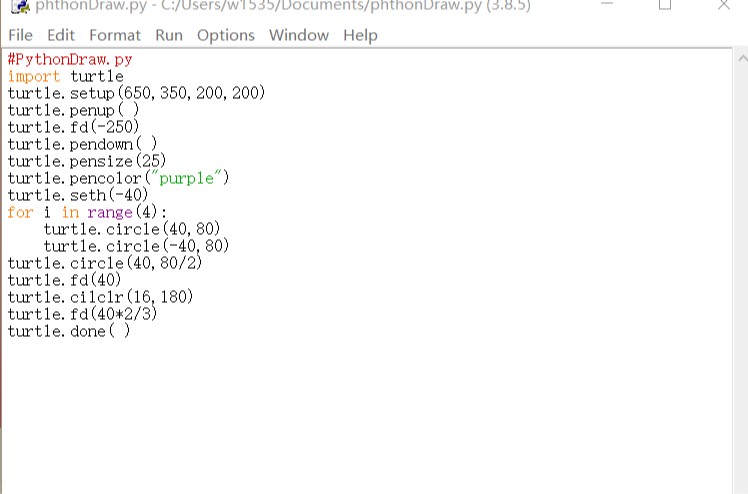 phthonDraw.py - C:/Users/w1535/Documents/phthonDraw.py (3.8.5)
File Edit Format Run Options Window Help
#PythonDraw.py
import turtle
turtle.setup(650,350,200,200)
turtle.penup( )
turtle.fd(-250)
turtle.pendown( )
turtle.pensize(25)
turtle.pencolor("purple")
turtle.seth(-40)
for i in range(4):
    turtle.circle(40,80)
    turtle.circle(-40,80)
turtle.circle(40,80/2)
turtle.fd(40)
turtle.cilclr(16,180)
turtle.fd(40*2/3)
turtle.done( )